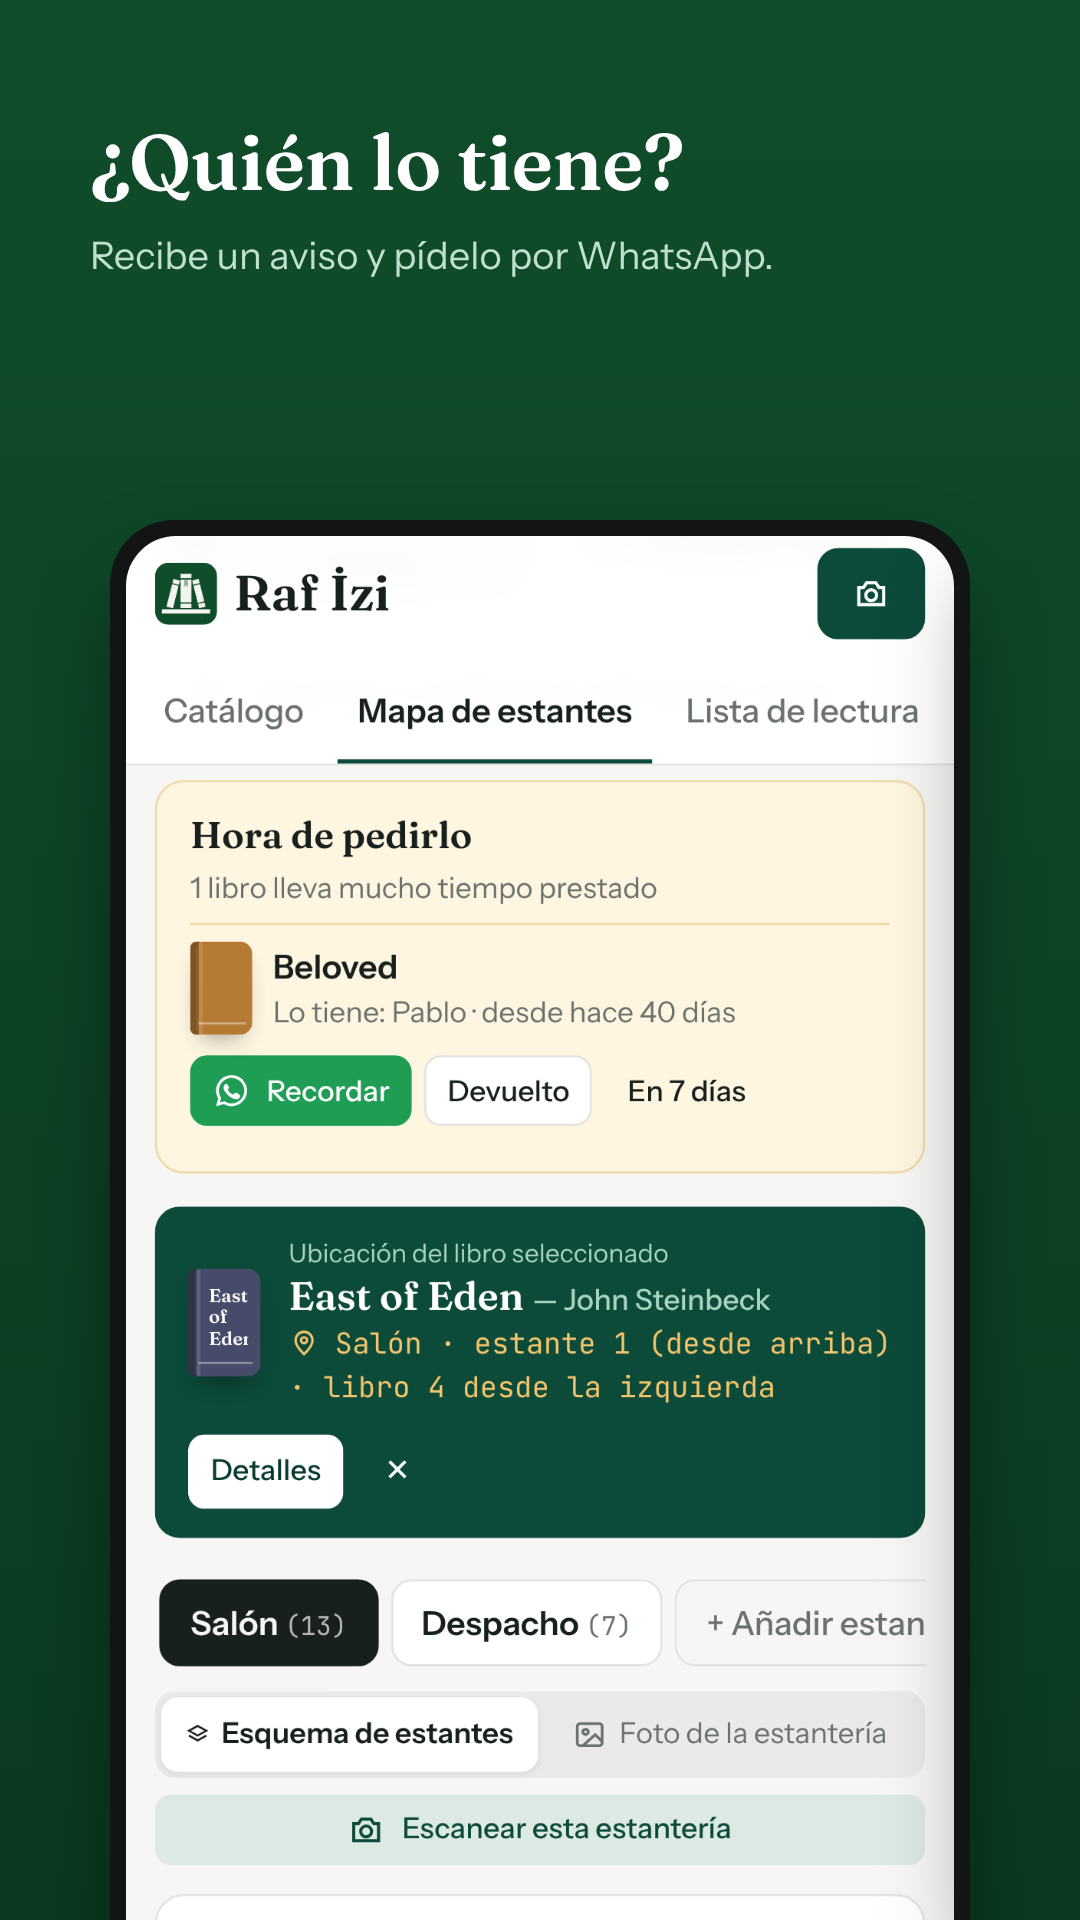 ¿Quién lo tiene?
Recibe un aviso y pídelo por WhatsApp.
Raf İzi
Catálogo
Mapa de estantes
Lista de lectura
Hora de pedirlo
1 libro lleva mucho tiempo prestado
Beloved
Lo tiene: Pablo · desde hace 40 días
Recordar
Devuelto
En 7 días
Ubicación del libro seleccionado
East of Eden — John Steinbeck
East
of
Eden
Salón · estante 1 (desde arriba)
· libro 4 desde la izquierda
Detalles
×
Salón (13)
Despacho (7)
+ Añadir estan
Esquema de estantes
Foto de la estantería
Escanear esta estantería